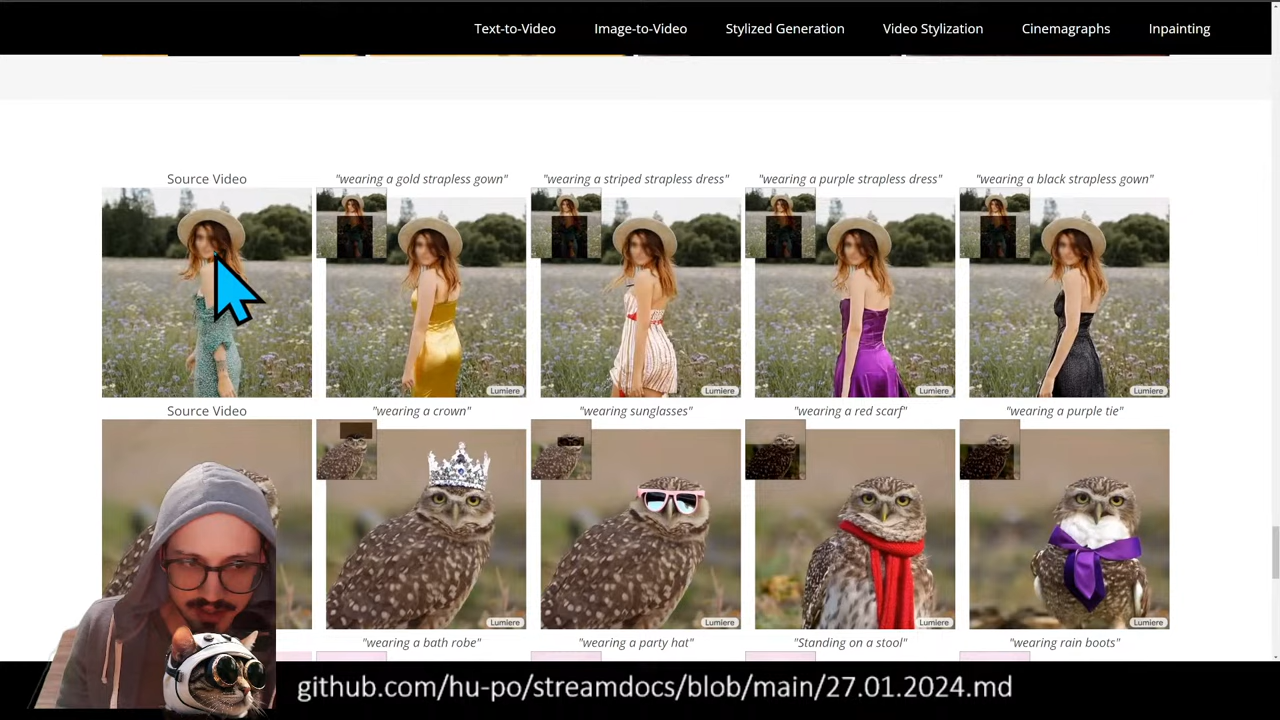 Text-to-Video Image-to-Video Stylized Generation Video Stylization Cinemagraphs Inpainting
Source Video "wearing a gold strapless gown" "wearing a striped strapless dress" "wearing a purple strapless dress" "wearing a black strapless gown"
Lumiere Lumiere Lumiere Lumiere
Source Video "wearing a crown" "wearing sunglasses" "wearing a red scarf" "wearing a purple tie"
Lumiere Lumiere Lumiere Lumiere
"wearing a bath robe" "wearing a party hat" "Standing on a stool" "wearing rain boots"
github.com/hu-po/streamdocs/blob/main/27.01.2024.md